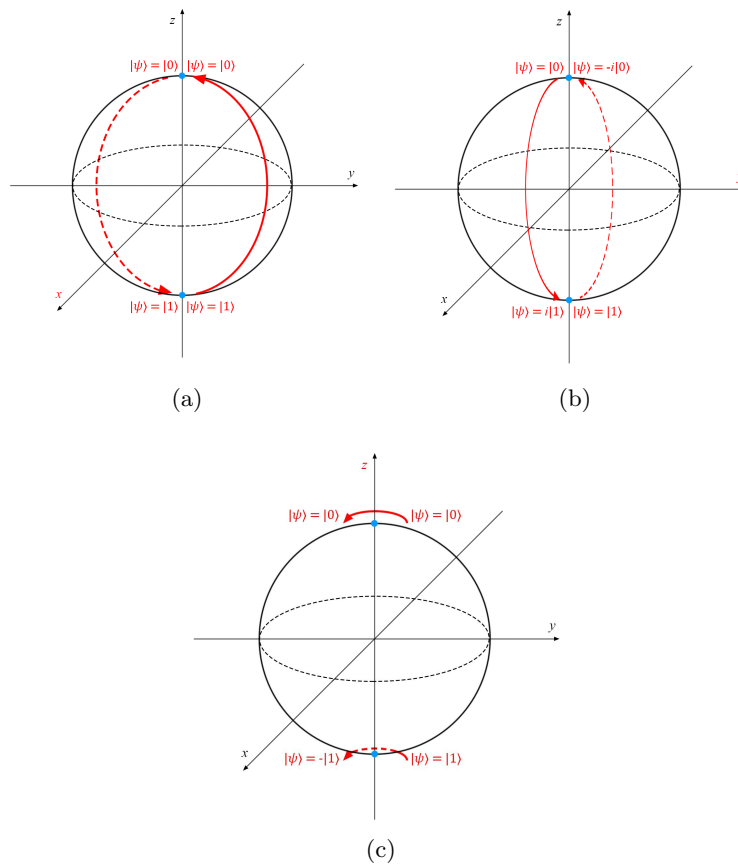 z
|ψ⟩ = |0⟩ |ψ⟩ = |0⟩
y
x
|ψ⟩ = |1⟩ |ψ⟩ = |1⟩
(a)
z
|ψ⟩ = |0⟩ |ψ⟩ = -i|0⟩
x
|ψ⟩ = i|1⟩ |ψ⟩ = |1⟩
(b)
z
|ψ⟩ = |0⟩ |ψ⟩ = |0⟩
y
x
|ψ⟩ = -|1⟩ |ψ⟩ = |1⟩
(c)